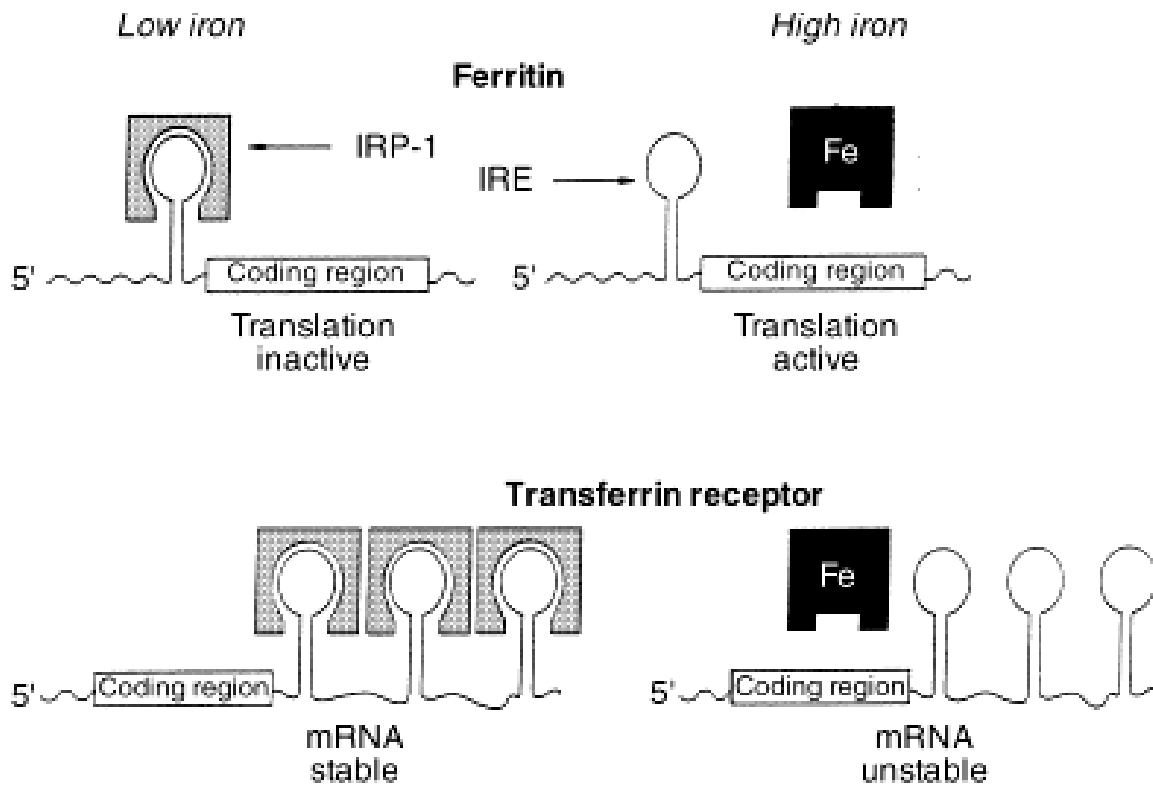 Low iron
High iron
Ferritin
IRP-1
Fe
IRE
5'
Coding region
5'
Coding region
Translation
inactive
Translation
active
Transferrin receptor
Fe
5'
Coding region
5'
Coding region
mRNA
stable
mRNA
unstable